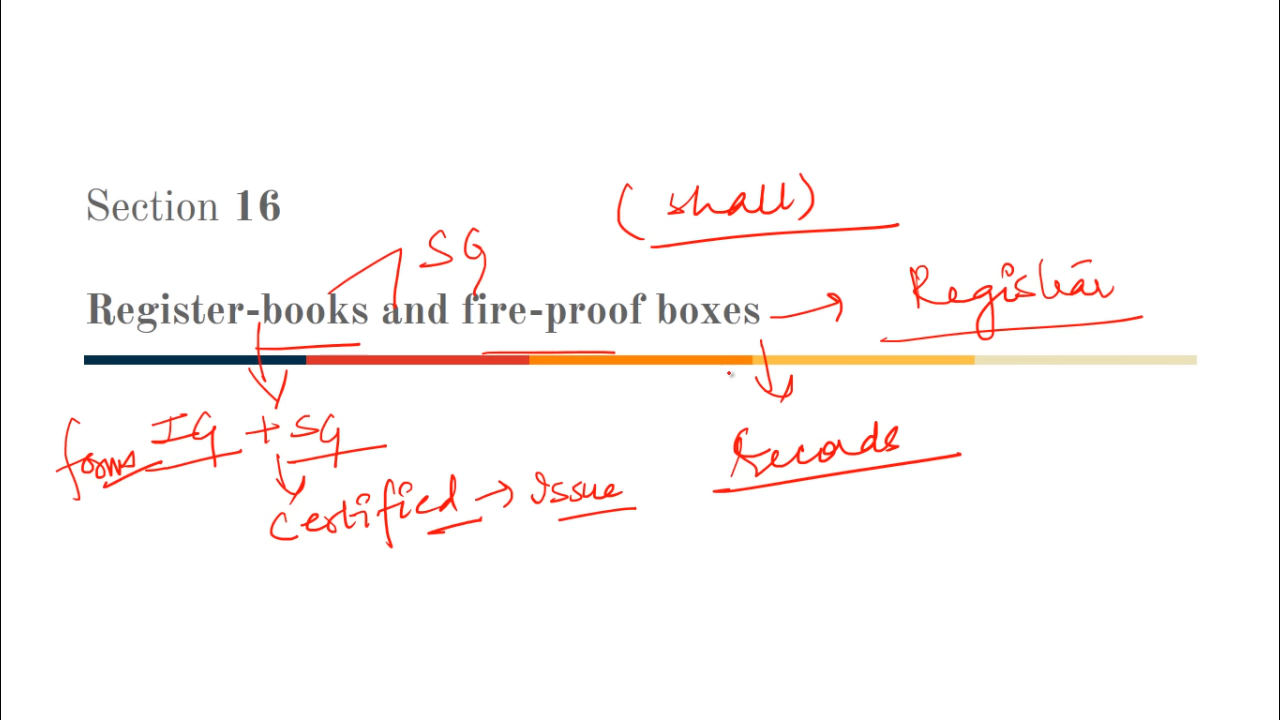 Section 16
(shall)
SG
Register-books and fire-proof boxes
Registrar
forms IG + SG
Records
Certified → Issue